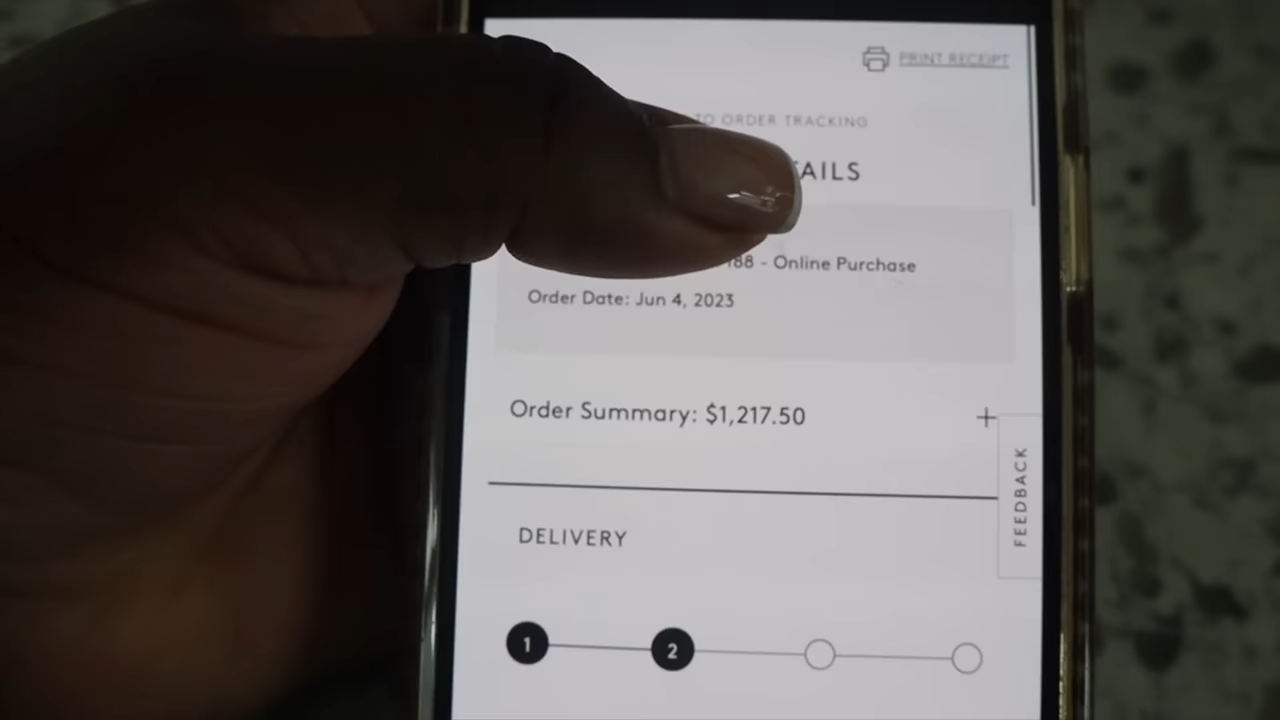 PRINT RECEIPT
TO ORDER TRACKING
AILS
188 - Online Purchase
Order Date: Jun 4, 2023
Order Summary: $1,217.50
+
FEEDBACK
DELIVERY
1
2